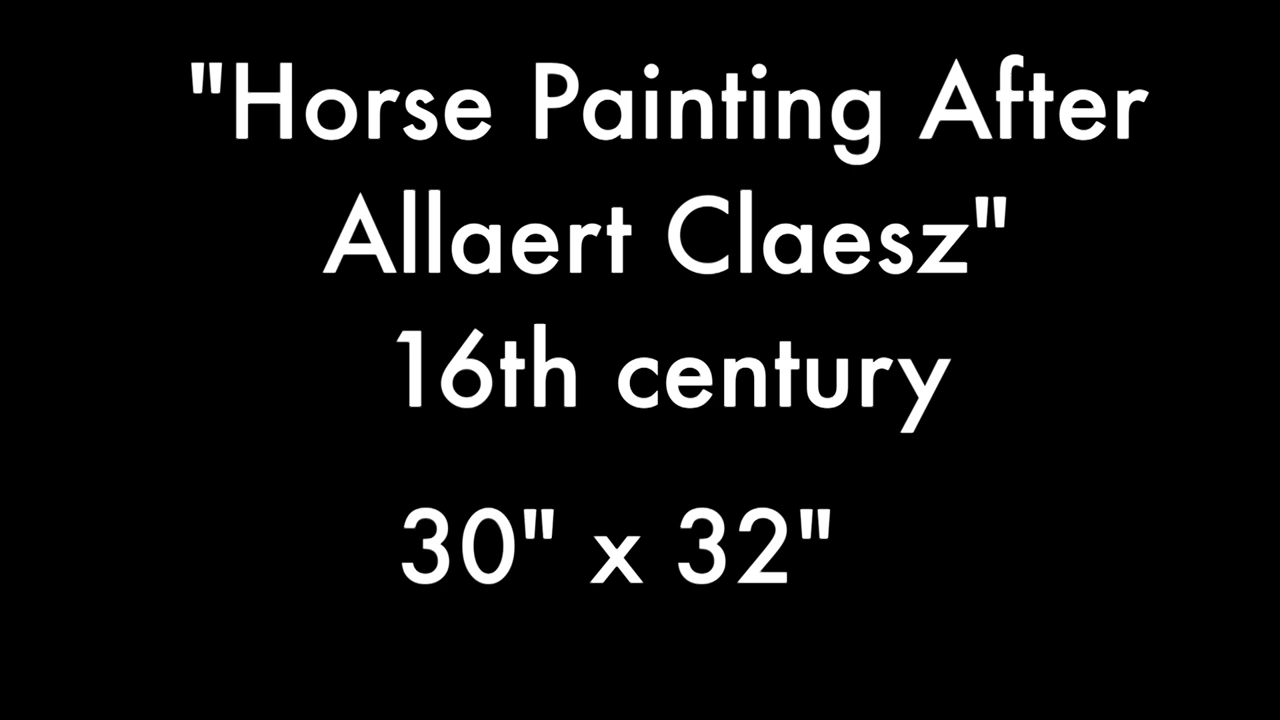 "Horse Painting After
Allaert Claesz"
16th century
30" x 32"